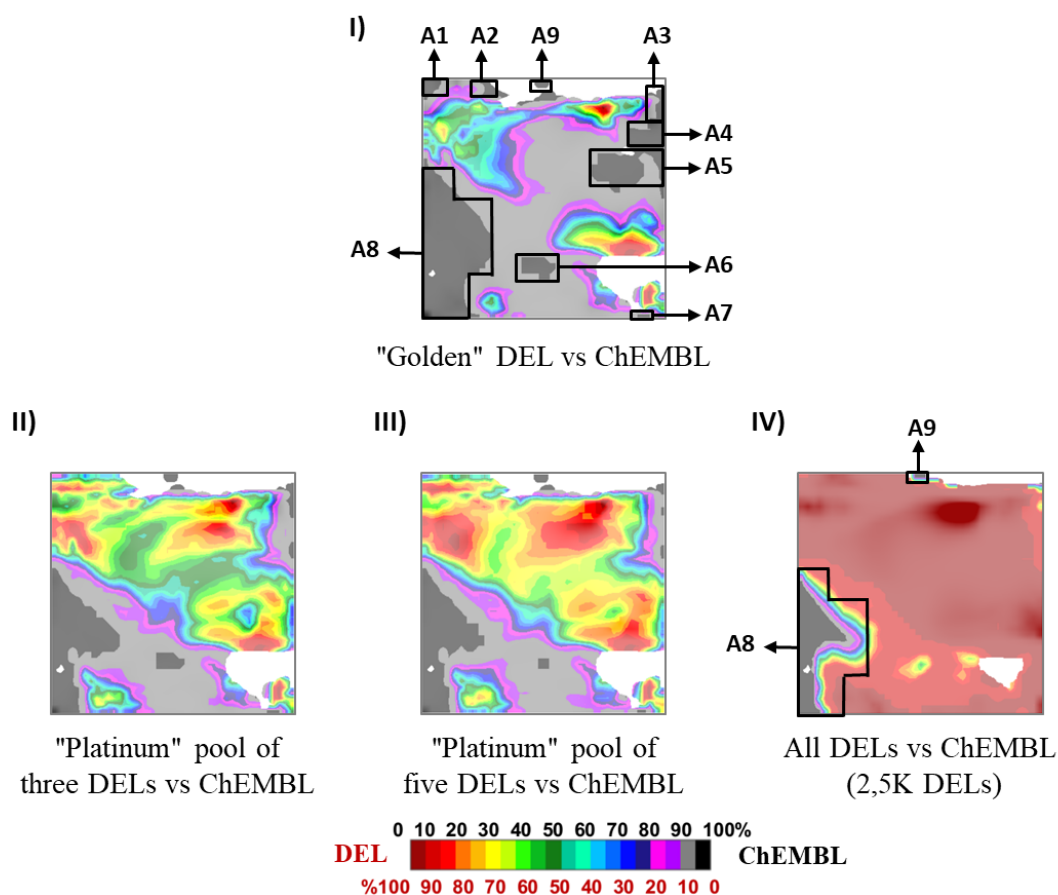 I)
A1 A2 A9 A3
A4
A5
A8
A6
A7
"Golden" DEL vs ChEMBL
II)
III)
IV)
A9
A8
"Platinum" pool of
three DELs vs ChEMBL
"Platinum" pool of
five DELs vs ChEMBL
All DELs vs ChEMBL
(2,5K DELs)
0 10 20 30 40 50 60 70 80 90 100%
DEL ChEMBL
%100 90 80 70 60 50 40 30 20 10 0